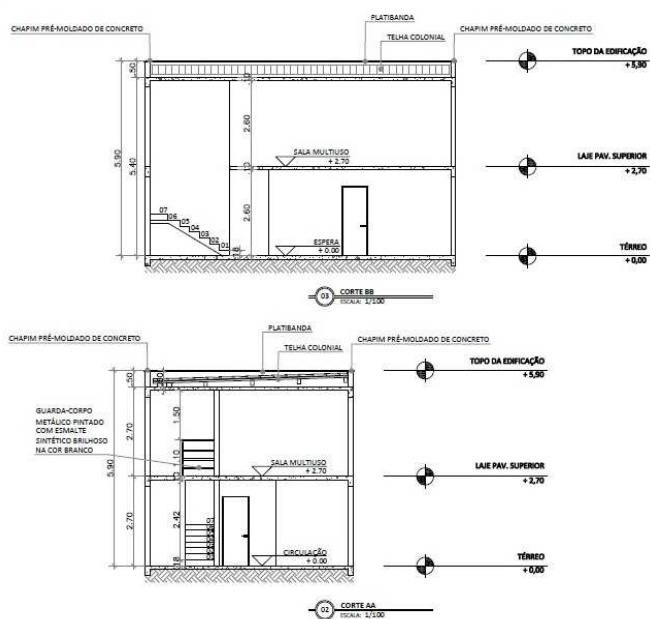 PLATIBANDA
CHAPIM PRÉ-MOLDADO DE CONCRETO
TELHA COLONIAL
CHAPIM PRÉ-MOLDADO DE CONCRETO
TOPO DA EDIFICAÇÃO
+ 5,90
.50
.10
2.60
5.90
5.40
SALA MULTIUSO
+ 2.70
LAJE PAV. SUPERIOR
+ 2,70
.10
2.60
07
06
05
04
03
02
01
.18
ESPERA
+ 0.00
TÉRREO
+ 0,00
03
CORTE BB
ESCALA: 1/100
PLATIBANDA
CHAPIM PRÉ-MOLDADO DE CONCRETO
TELHA COLONIAL
CHAPIM PRÉ-MOLDADO DE CONCRETO
TOPO DA EDIFICAÇÃO
+ 5,90
.50
1.50
GUARDA-CORPO
METÁLICO PINTADO
COM ESMALTE
SINTÉTICO BRILHOSO
NA COR BRANCO
2.70
5.90
1.10
SALA MULTIUSO
+ 2.70
LAJE PAV. SUPERIOR
+ 2,70
2.70
2.42
.18
CIRCULAÇÃO
+ 0.00
TÉRREO
+ 0,00
02
CORTE AA
ESCALA: 1/100